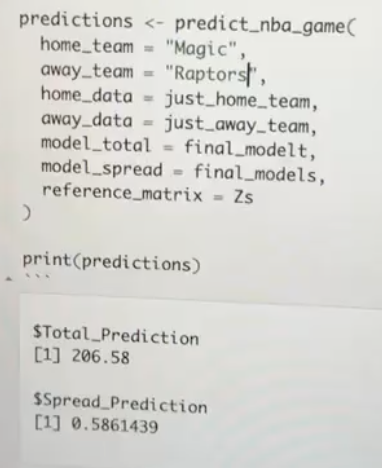 predictions <- predict_nba_game(
  home_team = "Magic",
  away_team = "Raptors",
  home_data = just_home_team,
  away_data = just_away_team,
  model_total = final_modelt,
  model_spread = final_models,
  reference_matrix = Zs
)
print(predictions)
```
$Total_Prediction
[1] 206.58
$Spread_Prediction
[1] 0.5861439